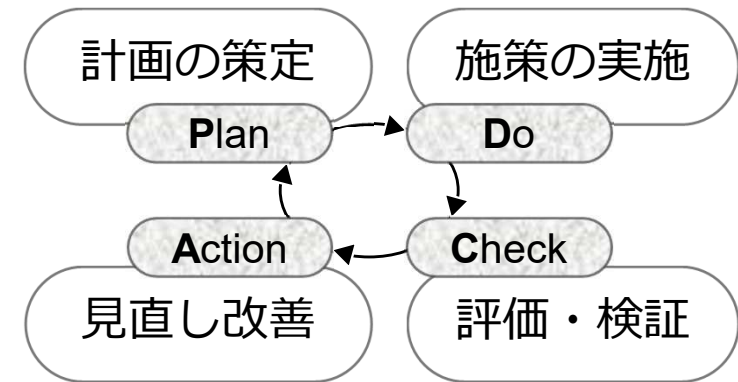 計画の策定
施策の実施
Plan
Do
Action
Check
見直し改善
評価・検証